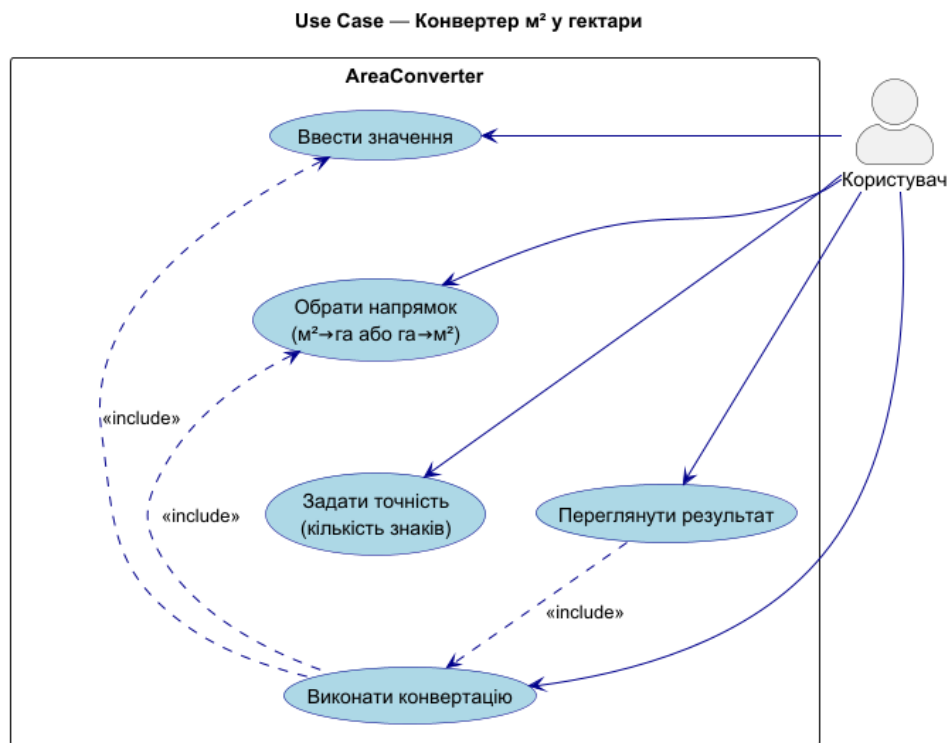 Use Case — Конвертер м² у гектари
AreaConverter
Ввести значення
Користувач
Обрати напрямок
(м²→га або га→м²)
«include»
«include»
Задати точність
(кількість знаків)
Переглянути результат
«include»
Виконати конвертацію